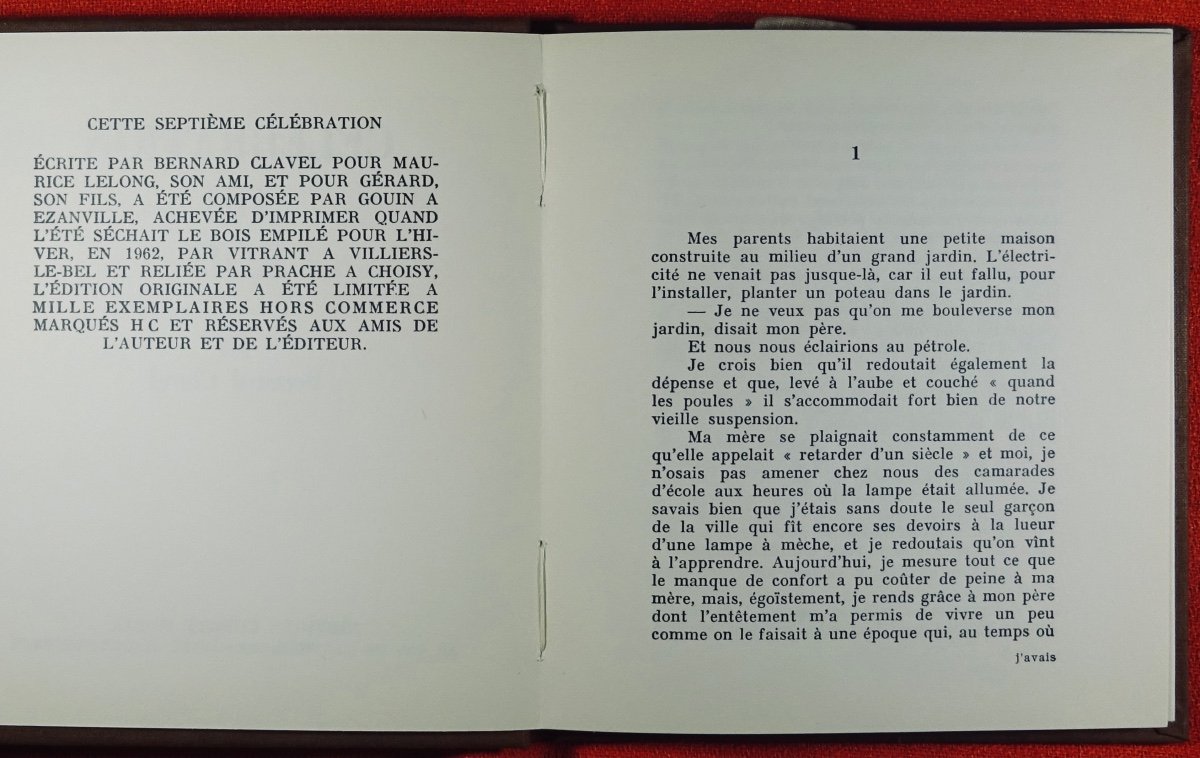 CETTE SEPTIÈME CÉLÉBRATION
ÉCRITE PAR BERNARD CLAVEL POUR MAU-
RICE LELONG, SON AMI, ET POUR GÉRARD,
SON FILS, A ÉTÉ COMPOSÉE PAR GOUIN A
EZANVILLE, ACHEVÉE D'IMPRIMER QUAND
L'ÉTÉ SÉCHAIT LE BOIS EMPILÉ POUR L'HI-
VER, EN 1962, PAR VITRANT A VILLIERS-
LE-BEL ET RELIÉE PAR PRACHE A CHOISY,
L'ÉDITION ORIGINALE A ÉTÉ LIMITÉE A
MILLE EXEMPLAIRES HORS COMMERCE
MARQUÉS H C ET RÉSERVÉS AUX AMIS DE
L'AUTEUR ET DE L'ÉDITEUR.
1
Mes parents habitaient une petite maison
construite au milieu d'un grand jardin. L'électri-
cité ne venait pas jusque-là, car il eut fallu, pour
l'installer, planter un poteau dans le jardin.
— Je ne veux pas qu'on me bouleverse mon
jardin, disait mon père.
Et nous nous éclairions au pétrole.
Je crois bien qu'il redoutait également la
dépense et que, levé à l'aube et couché « quand
les poules » il s'accommodait fort bien de notre
vieille suspension.
Ma mère se plaignait constamment de ce
qu'elle appelait « retarder d'un siècle » et moi, je
n'osais pas amener chez nous des camarades
d'école aux heures où la lampe était allumée. Je
savais bien que j'étais sans doute le seul garçon
de la ville qui fît encore ses devoirs à la lueur
d'une lampe à mèche, et je redoutais qu'on vînt
à l'apprendre. Aujourd'hui, je mesure tout ce que
le manque de confort a pu coûter de peine à ma
mère, mais, égoïstement, je rends grâce à mon père
dont l'entêtement m'a permis de vivre un peu
comme on le faisait à une époque qui, au temps où
j'avais